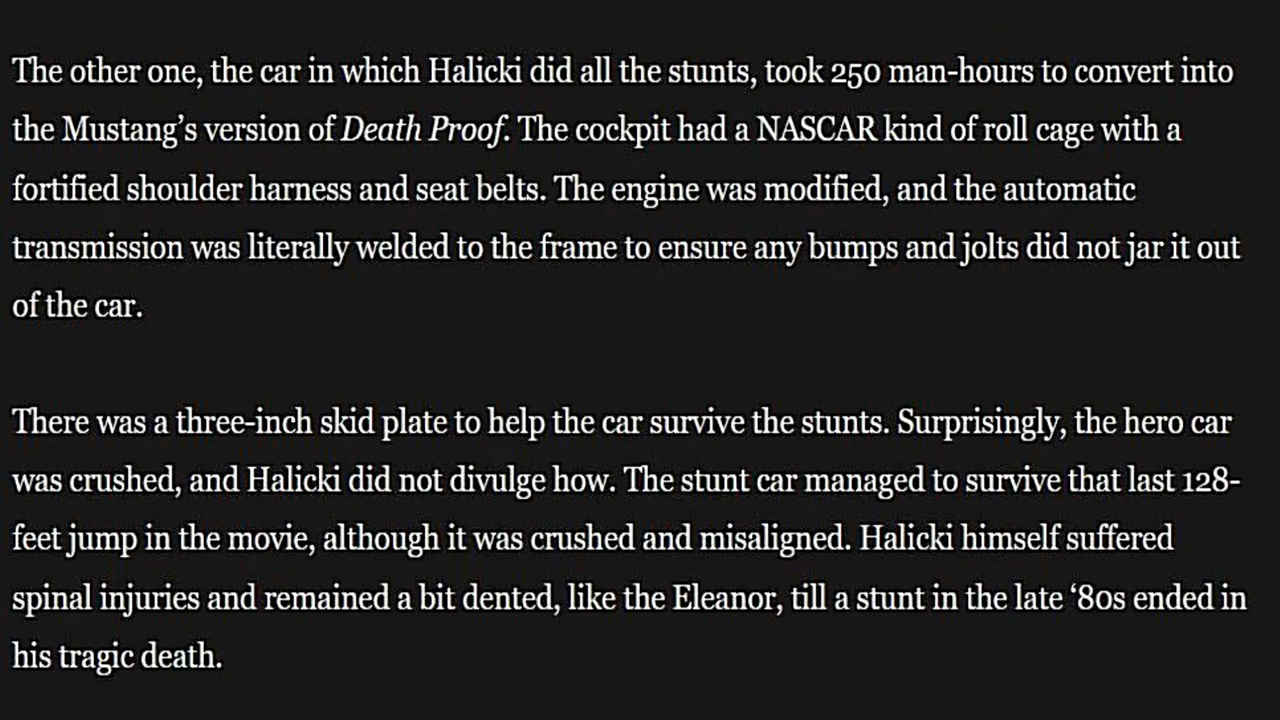 The other one, the car in which Halicki did all the stunts, took 250 man-hours to convert into
the Mustang’s version of Death Proof. The cockpit had a NASCAR kind of roll cage with a
fortified shoulder harness and seat belts. The engine was modified, and the automatic
transmission was literally welded to the frame to ensure any bumps and jolts did not jar it out
of the car.
There was a three-inch skid plate to help the car survive the stunts. Surprisingly, the hero car
was crushed, and Halicki did not divulge how. The stunt car managed to survive that last 128-
feet jump in the movie, although it was crushed and misaligned. Halicki himself suffered
spinal injuries and remained a bit dented, like the Eleanor, till a stunt in the late ‘80s ended in
his tragic death.